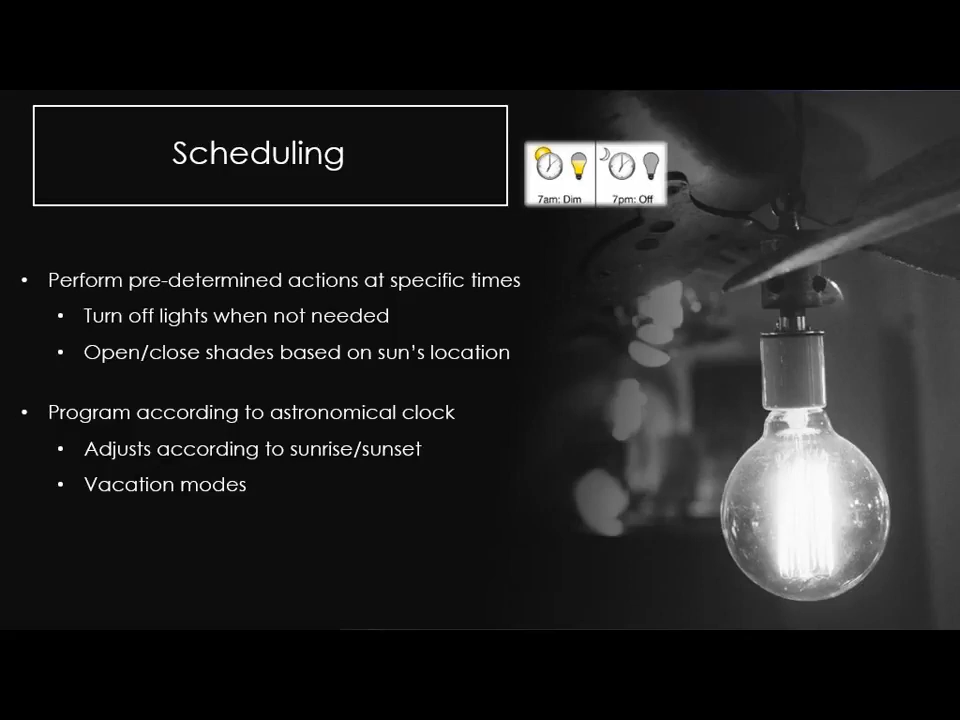 Scheduling
7am: Dim
7pm: Off
• Perform pre-determined actions at specific times
• Turn off lights when not needed
• Open/close shades based on sun's location
• Program according to astronomical clock
• Adjusts according to sunrise/sunset
• Vacation modes